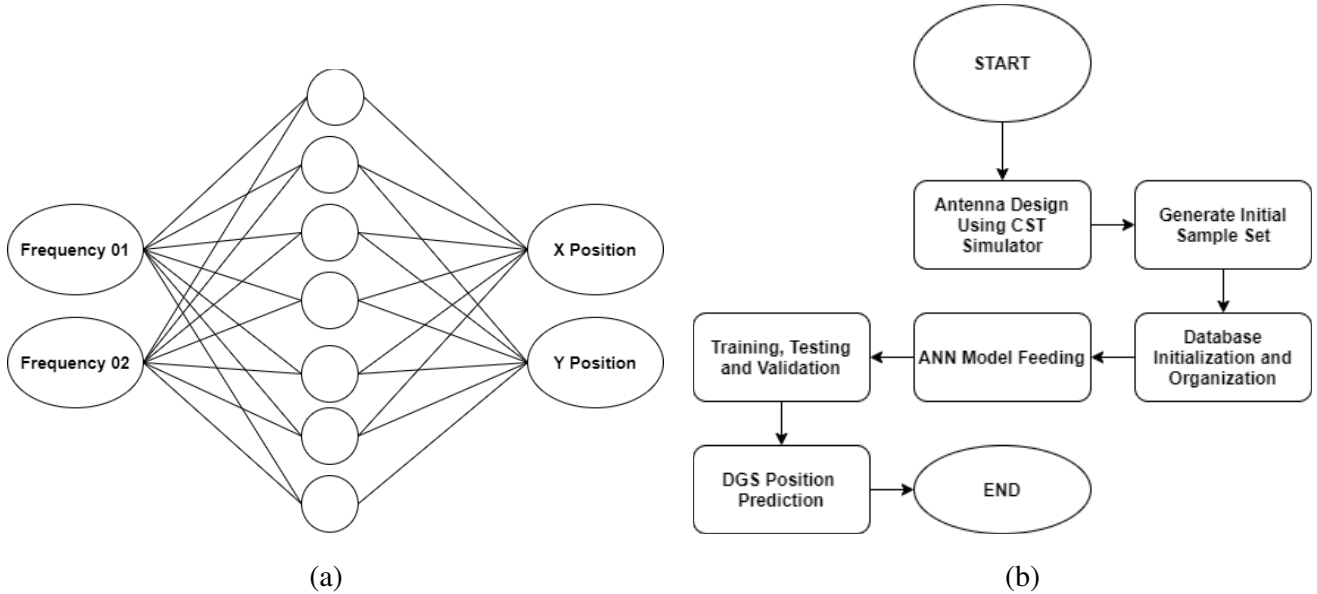 Frequency 01
Frequency 02
X Position
Y Position
(a)
START
Antenna Design
Using CST
Simulator
Generate Initial
Sample Set
Database
Initialization and
Organization
ANN Model Feeding
Training, Testing
and Validation
DGS Position
Prediction
END
(b)